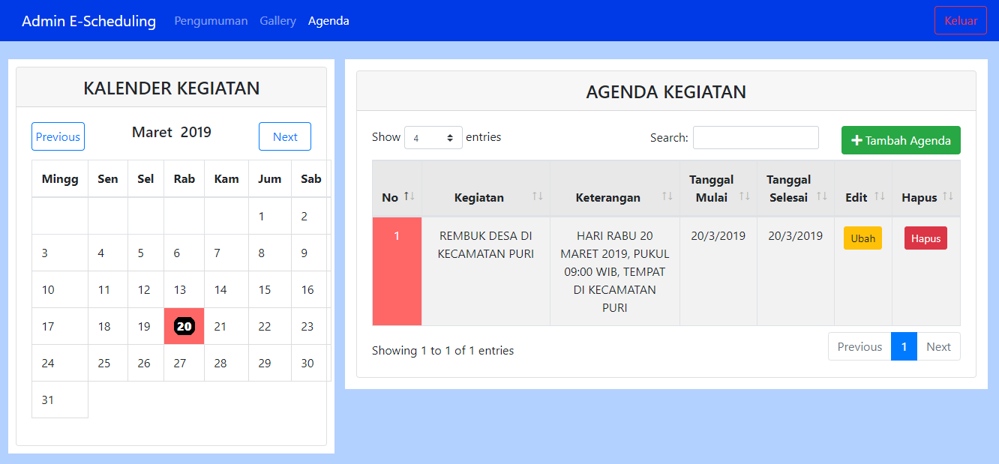 Admin E-Scheduling Pengumuman Gallery Agenda Keluar
KALENDER KEGIATAN
Previous Maret 2019 Next
Mingg Sen Sel Rab Kam Jum Sab
1 2
3 4 5 6 7 8 9
10 11 12 13 14 15 16
17 18 19 20 21 22 23
24 25 26 27 28 29 30
31
AGENDA KEGIATAN
Show 4 entries Search: Tambah Agenda
No Kegiatan Keterangan Tanggal Mulai Tanggal Selesai Edit Hapus
1 REMBUK DESA DI HARI RABU 20 20/3/2019 20/3/2019 Ubah Hapus
KECAMATAN PURI MARET 2019, PUKUL
09:00 WIB, TEMPAT
DI KECAMATAN
PURI
Showing 1 to 1 of 1 entries Previous 1 Next